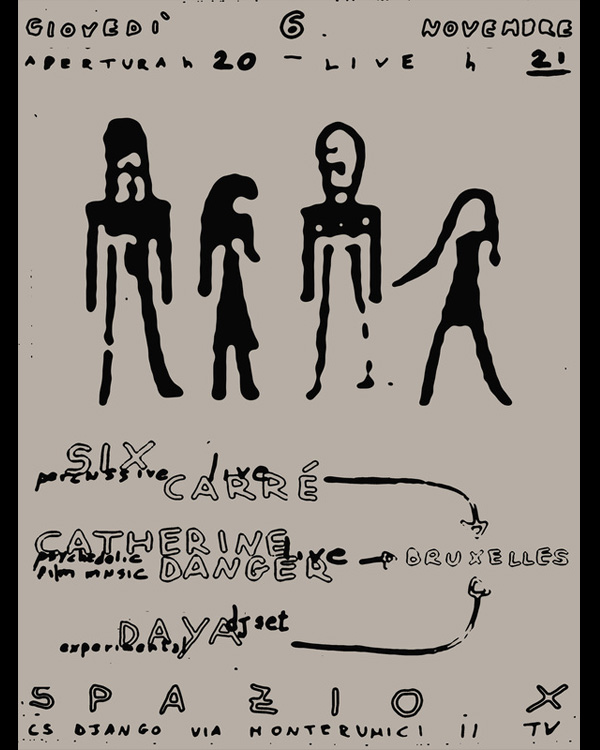 GIOVEDI' 6. NOVEMBRE
APERTURA h 20 - LIVE h 21
SIX
percussive live
CARRÉ
CATHERINE
psychedelic live BRUXELLES
film music DANGER
DAYA dj set
experimental
SPAZIO X
CS DJANGO VIA MONTERUMICI 11 TV